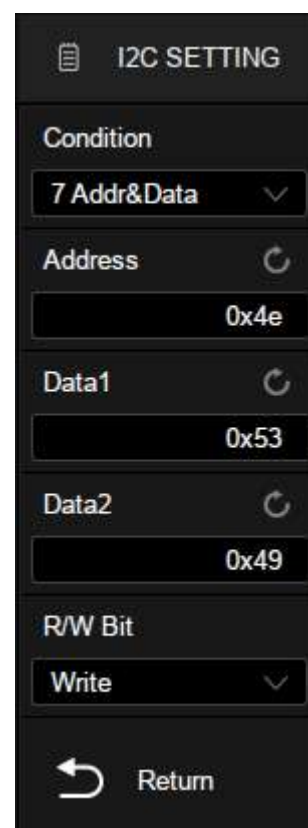 I2C SETTING
Condition
7 Addr&Data
Address
0x4e
Data1
0x53
Data2
0x49
R/W Bit
Write
Return